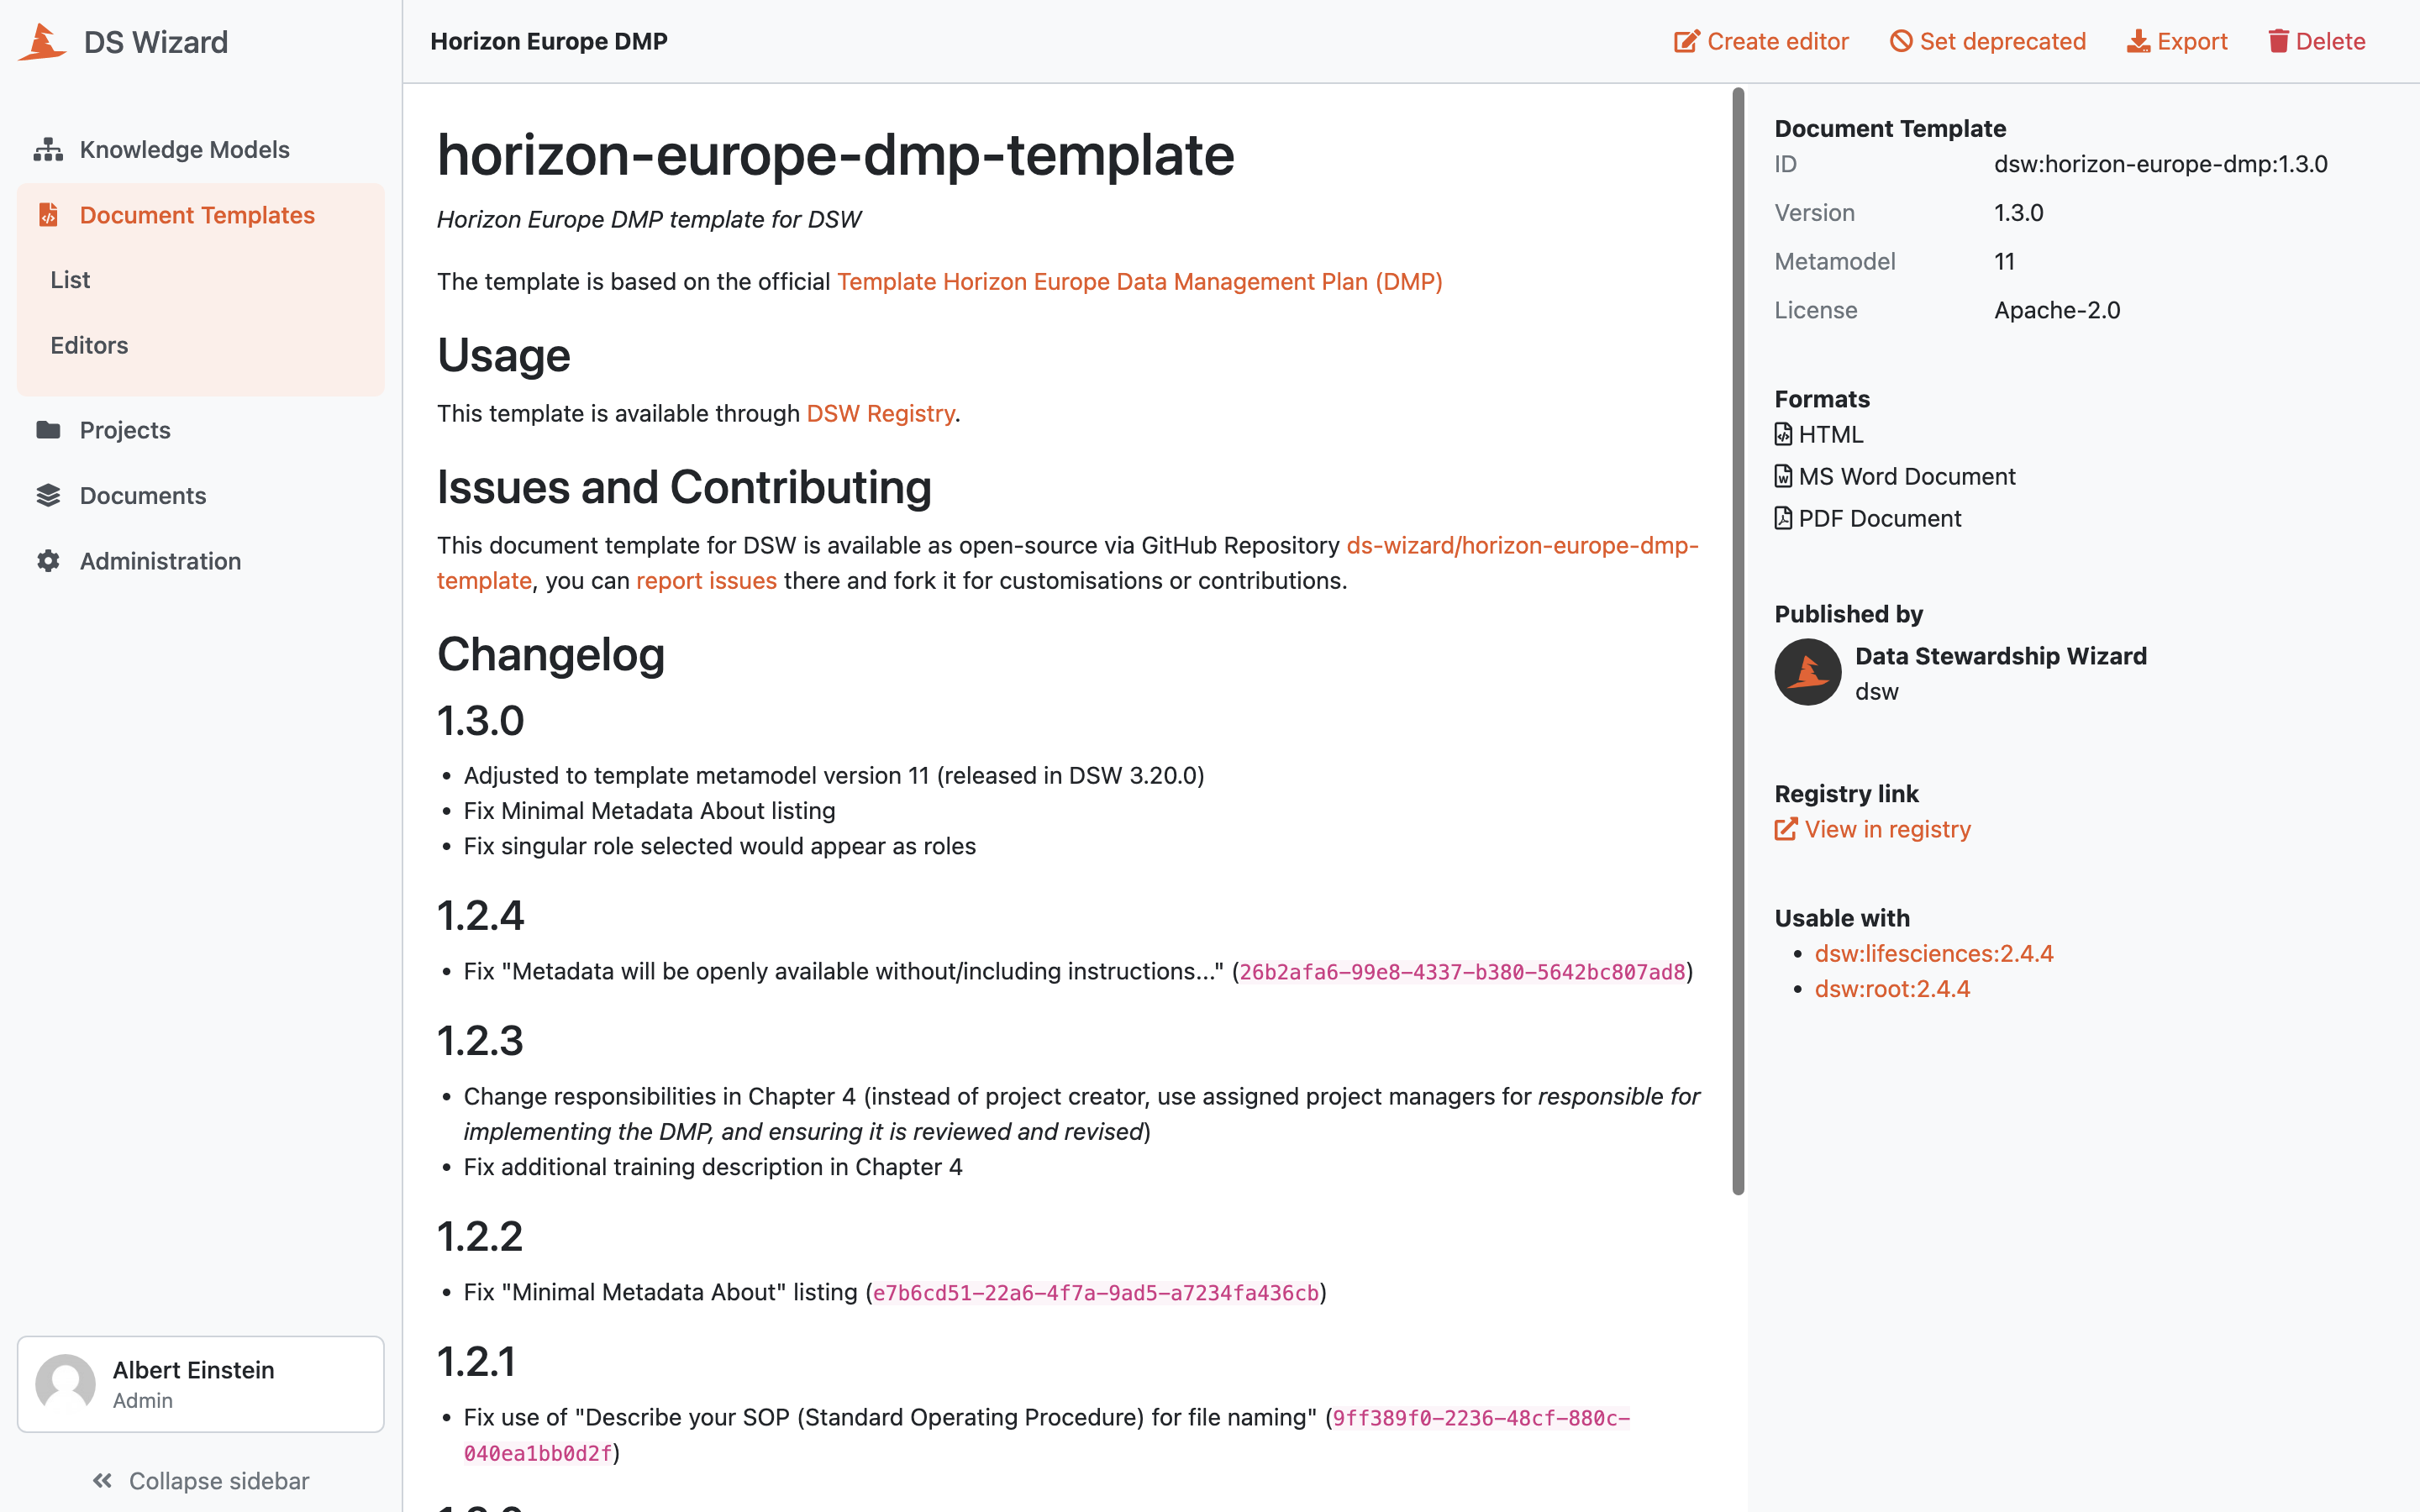 DS Wizard
Knowledge Models
Document Templates
List
Editors
Projects
Documents
Administration
Albert Einstein
Admin
Collapse sidebar
Horizon Europe DMP
Create editor
Set deprecated
Export
Delete
horizon-europe-dmp-template
Horizon Europe DMP template for DSW
The template is based on the official Template Horizon Europe Data Management Plan (DMP)
Usage
This template is available through DSW Registry.
Issues and Contributing
This document template for DSW is available as open-source via GitHub Repository ds-wizard/horizon-europe-dmp-
template, you can report issues there and fork it for customisations or contributions.
Changelog
1.3.0
• Adjusted to template metamodel version 11 (released in DSW 3.20.0)
• Fix Minimal Metadata About listing
• Fix singular role selected would appear as roles
1.2.4
• Fix "Metadata will be openly available without/including instructions..." (26b2afa6-99e8-4337-b380-5642bc807ad8)
1.2.3
• Change responsibilities in Chapter 4 (instead of project creator, use assigned project managers for responsible for
implementing the DMP, and ensuring it is reviewed and revised)
• Fix additional training description in Chapter 4
1.2.2
• Fix "Minimal Metadata About" listing (e7b6cd51-22a6-4f7a-9ad5-a7234fa436cb)
1.2.1
• Fix use of "Describe your SOP (Standard Operating Procedure) for file naming" (9ff389f0-2236-48cf-880c-
040ea1bb0d2f)
Document Template
ID dsw:horizon-europe-dmp:1.3.0
Version 1.3.0
Metamodel 11
License Apache-2.0
Formats
HTML
MS Word Document
PDF Document
Published by
Data Stewardship Wizard
dsw
Registry link
View in registry
Usable with
• dsw:lifesciences:2.4.4
• dsw:root:2.4.4